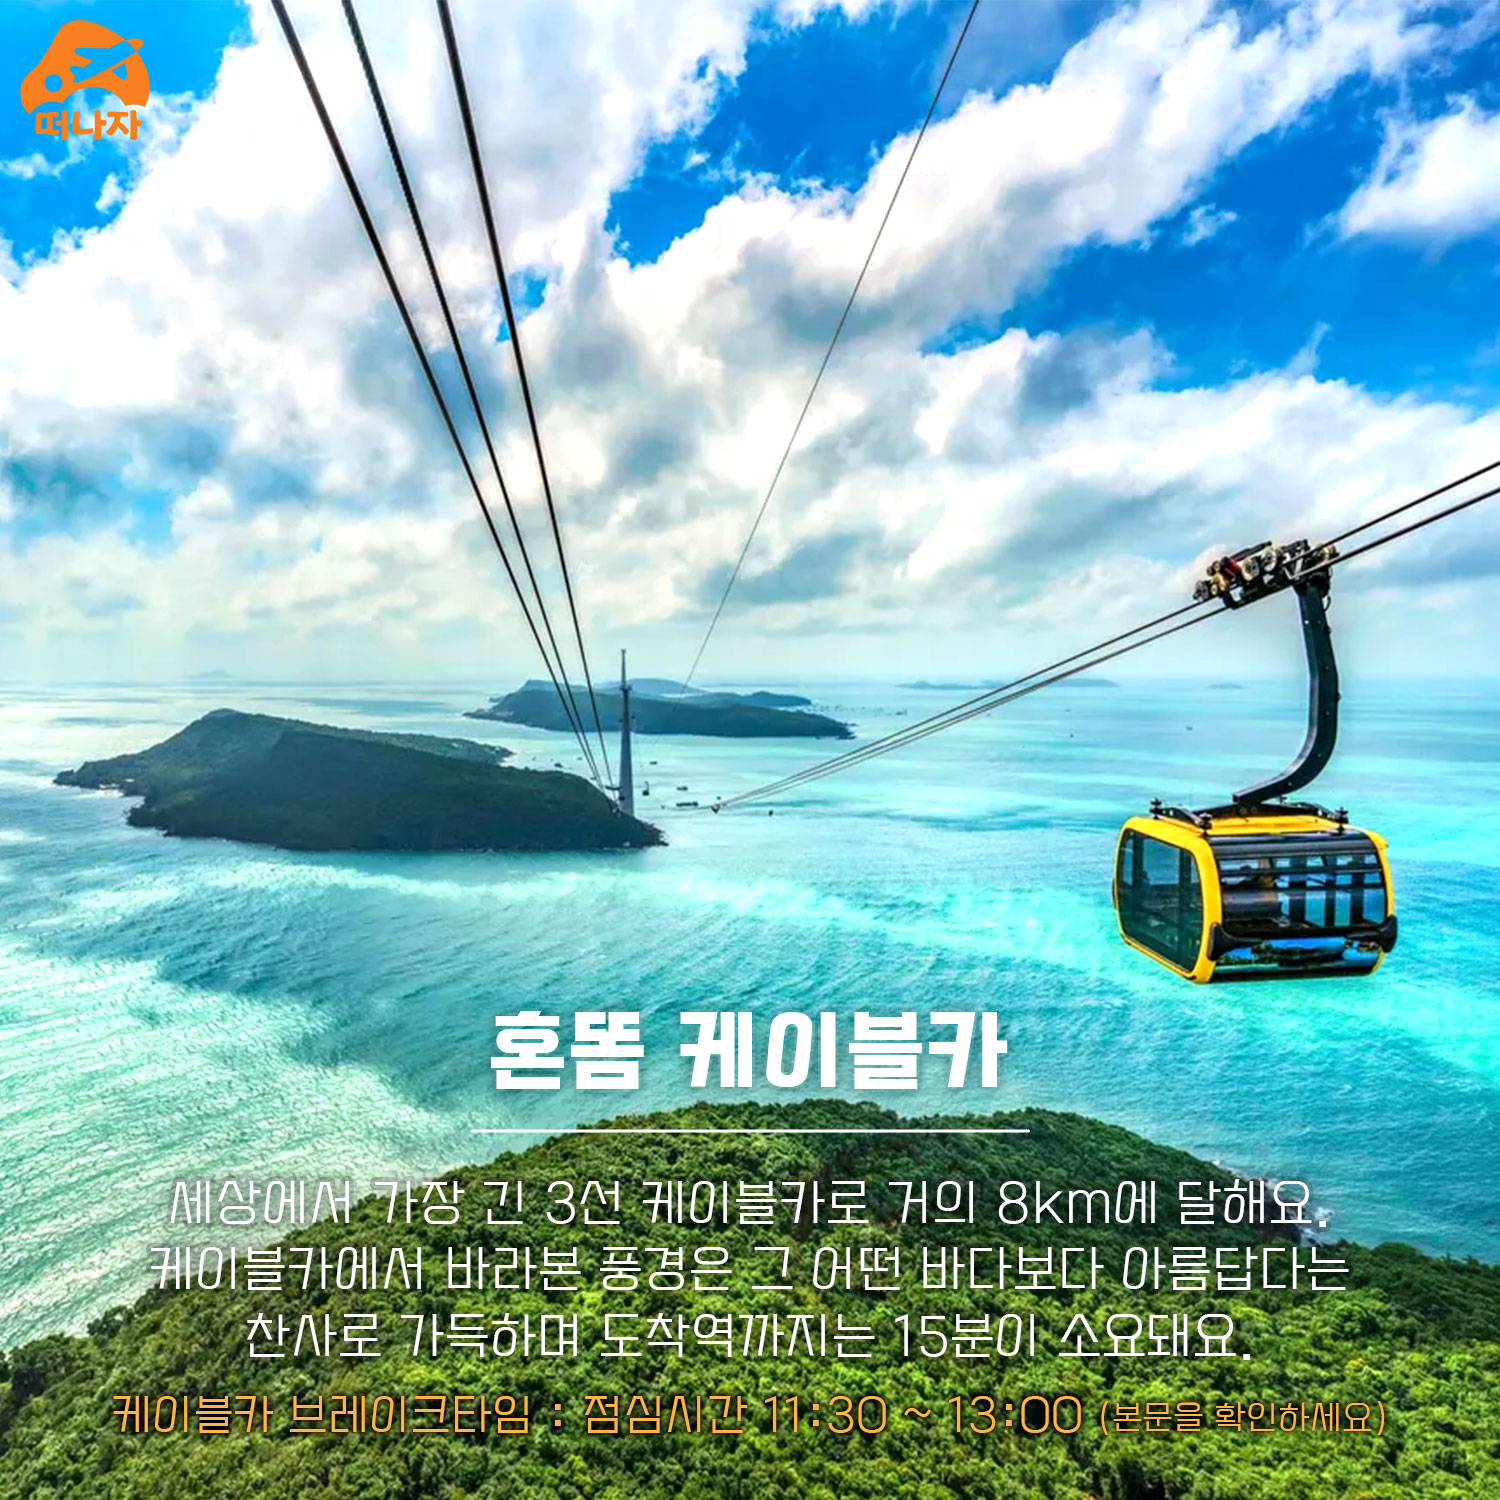 떠나자
혼똠 케이블카
세상에서 가장 긴 3선 케이블카로 거의 8km에 달해요.
케이블카에서 바라본 풍경은 그 어떤 바다보다 아름답다는
찬사로 가득하며 도착역까지는 15분이 소요돼요.
케이블카 브레이크타임 : 점심시간 11:30 ~ 13:00 (본문을 확인하세요)